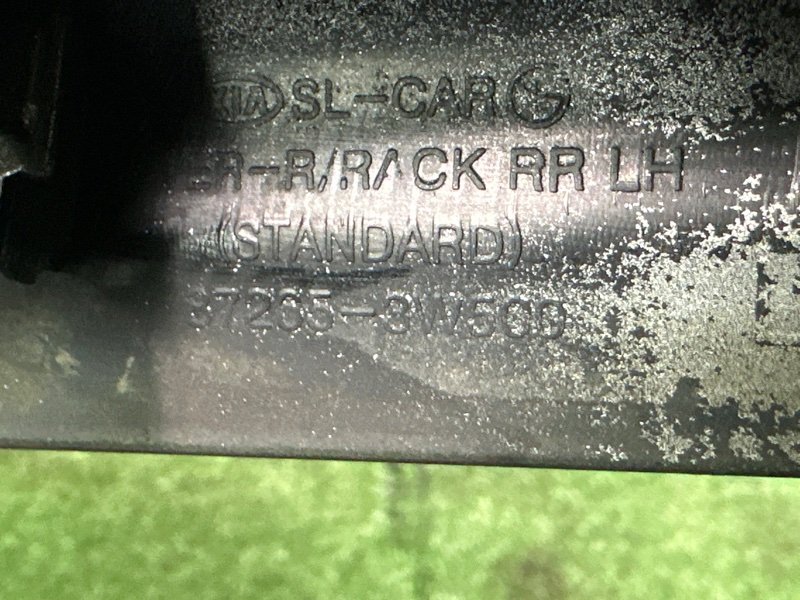 KIA SL-CAR
ER-R/RACK RR LH
(STANDARD)
87265-3W500